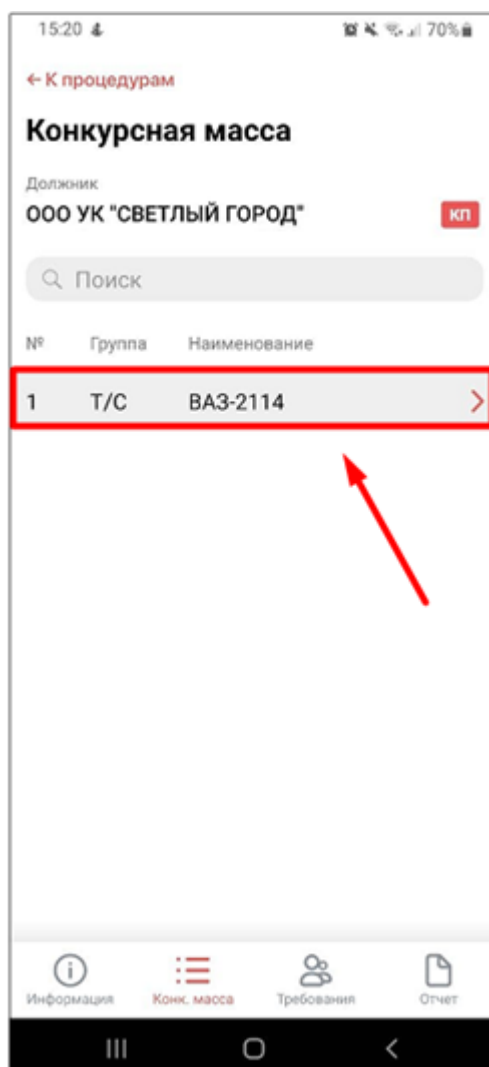 15:20 70%
← К процедурам
Конкурсная масса
Должник
ООО УК "СВЕТЛЫЙ ГОРОД" КП
Поиск
№ Группа Наименование
1 Т/С ВАЗ-2114
Информация Конк. масса Требования Отчет